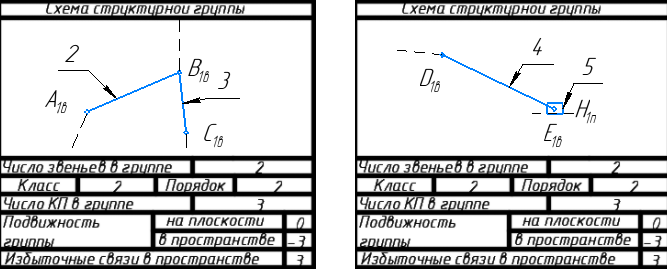 Схема структурной группы
2
B1в
3
A1в
C1в
Число звеньев в группе 2
Класс 2 Порядок 2
Число КП в группе 3
Подвижность группы на плоскости 0
в пространстве -3
Избыточные связи в пространстве 3
Схема структурной группы
4
5
D1в
H1п
E1в
Число звеньев в группе 2
Класс 2 Порядок 2
Число КП в группе 3
Подвижность группы на плоскости 0
в пространстве -3
Избыточные связи в пространстве 3